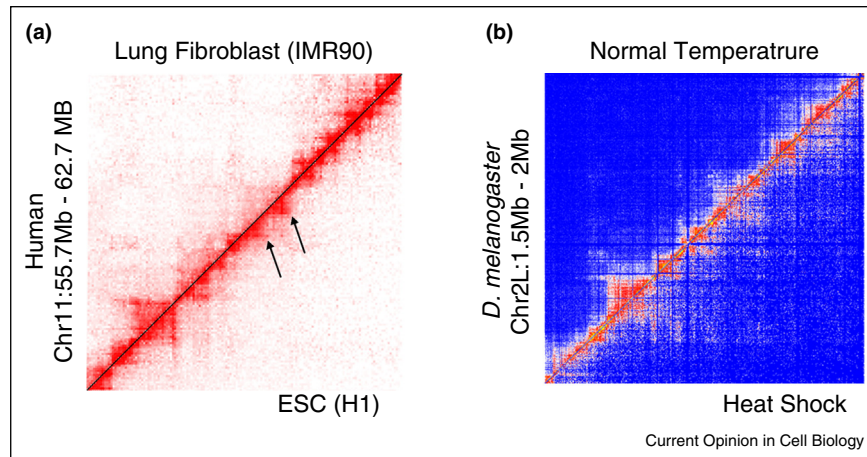 (a)
Lung Fibroblast (IMR90)
Human
Chr11:55.7Mb - 62.7 MB
ESC (H1)
(b)
Normal Temperatrure
D. melanogaster
Chr2L:1.5Mb - 2Mb
Heat Shock
Current Opinion in Cell Biology